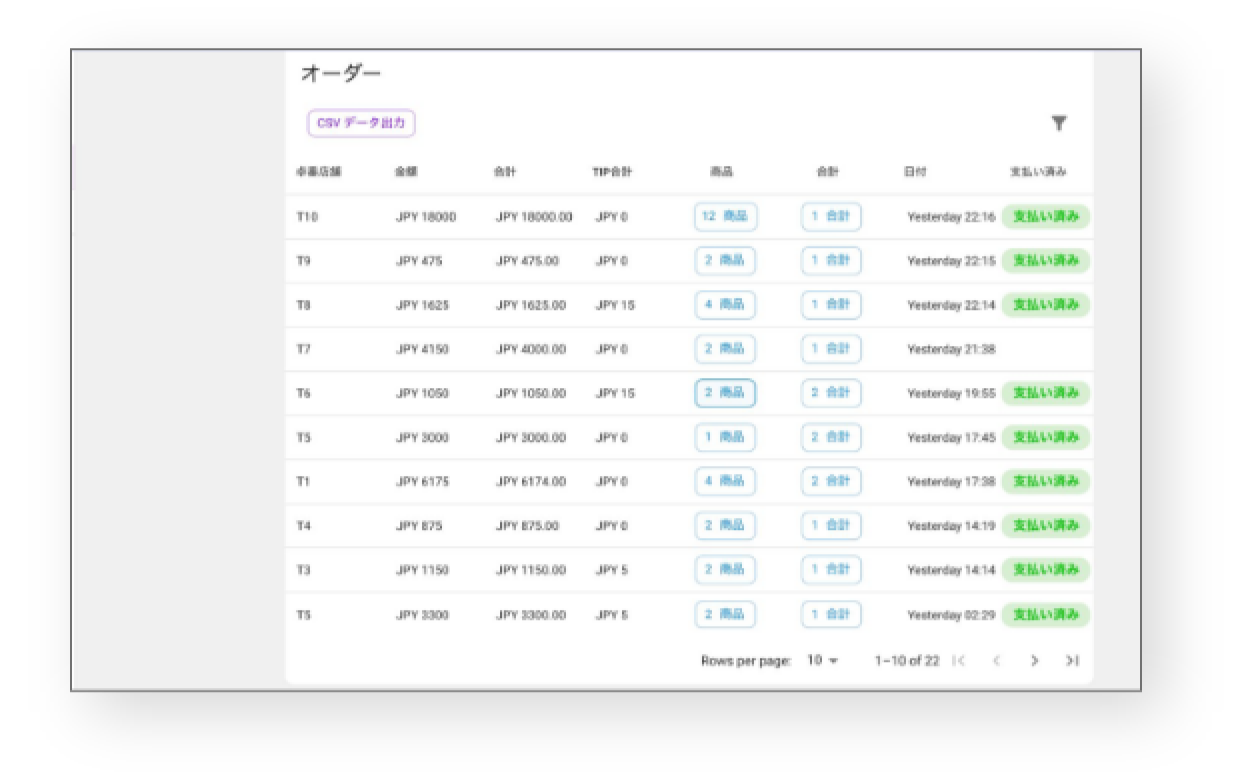 オーダー
CSV データ出力
卓番店舗 金額 合計 TIP合計 商品 合計 日付 支払い済み
T10 JPY 18000 JPY 18000.00 JPY 0 12 商品 1 合計 Yesterday 22:16 支払い済み
T9 JPY 475 JPY 475.00 JPY 0 2 商品 1 合計 Yesterday 22:15 支払い済み
T8 JPY 1625 JPY 1625.00 JPY 15 4 商品 1 合計 Yesterday 22:14 支払い済み
T7 JPY 4150 JPY 4000.00 JPY 0 2 商品 1 合計 Yesterday 21:38
T6 JPY 1050 JPY 1050.00 JPY 15 2 商品 2 合計 Yesterday 19:55 支払い済み
T5 JPY 3000 JPY 3000.00 JPY 0 1 商品 2 合計 Yesterday 17:45 支払い済み
T1 JPY 6175 JPY 6174.00 JPY 0 4 商品 2 合計 Yesterday 17:38 支払い済み
T4 JPY 875 JPY 875.00 JPY 0 2 商品 1 合計 Yesterday 14:19 支払い済み
T3 JPY 1150 JPY 1150.00 JPY 5 2 商品 1 合計 Yesterday 14:14 支払い済み
T5 JPY 3300 JPY 3300.00 JPY 5 2 商品 1 合計 Yesterday 02:29 支払い済み
Rows per page: 10 1–10 of 22